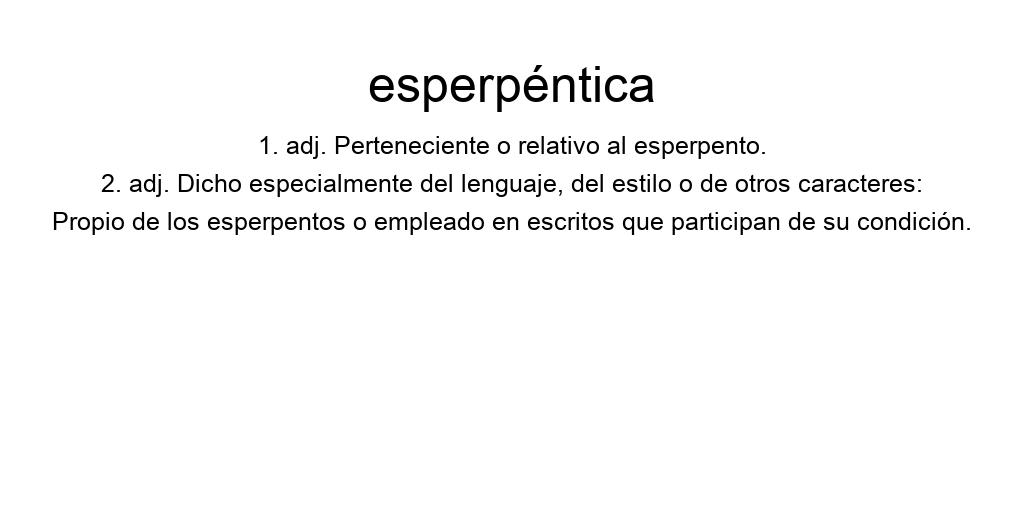 esperpéntica
1. adj. Perteneciente o relativo al esperpento.
2. adj. Dicho especialmente del lenguaje, del estilo o de otros caracteres:
Propio de los esperpentos o empleado en escritos que participan de su condición.